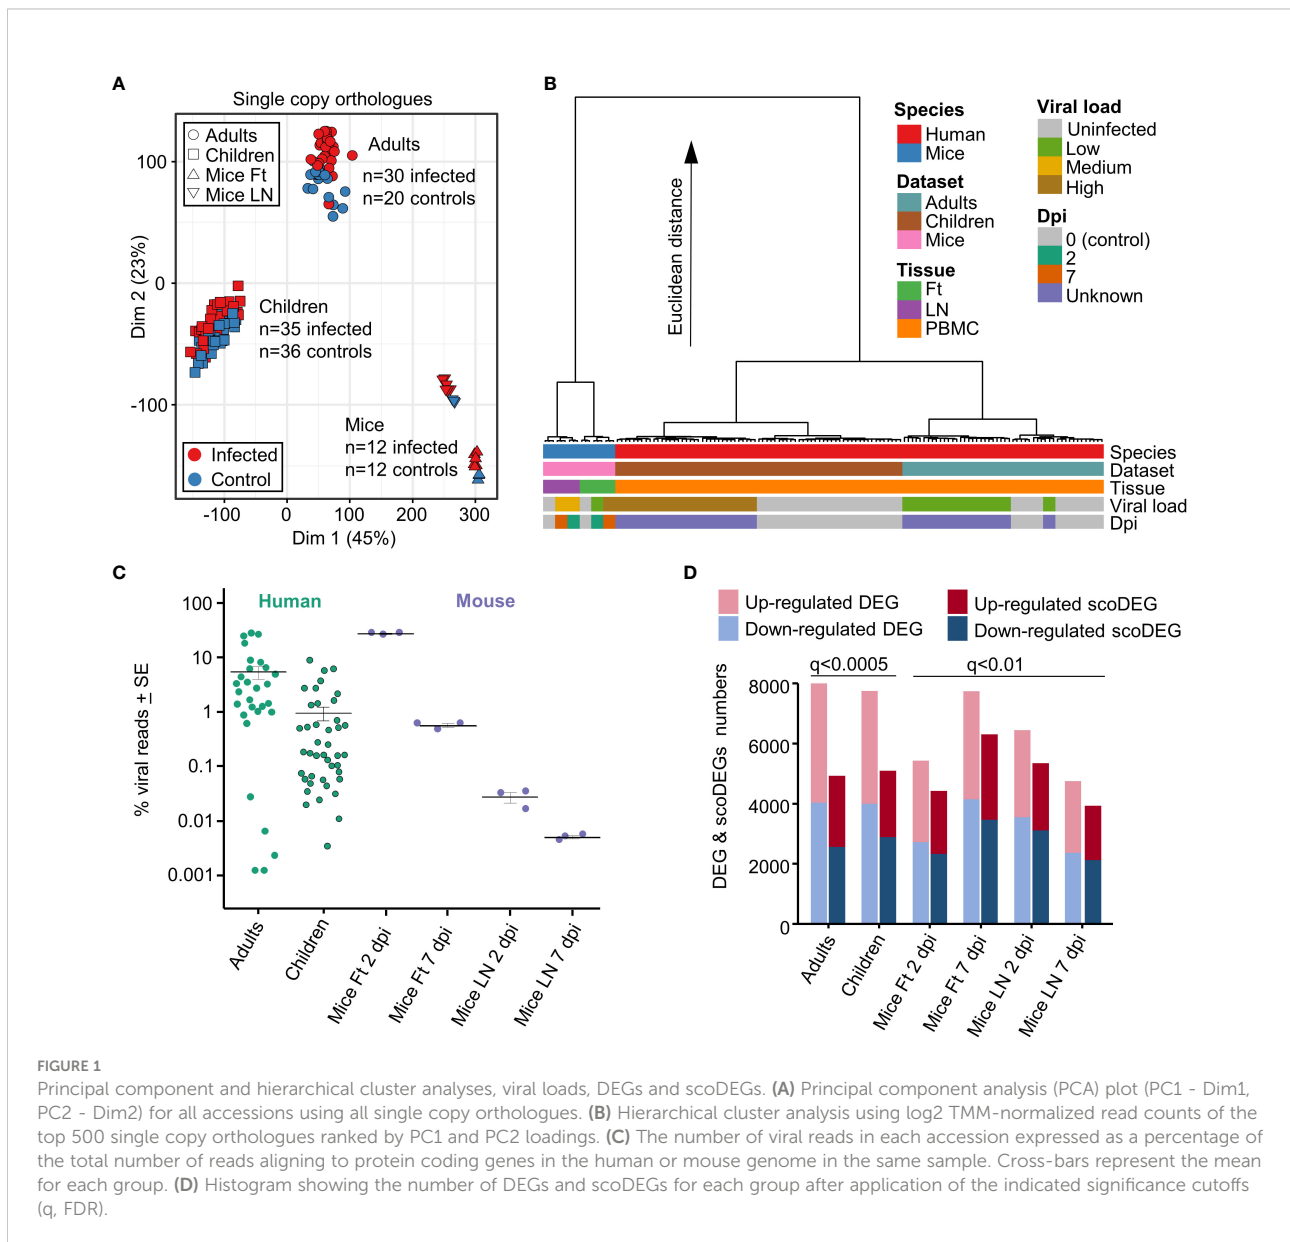 A
Single copy orthologues
Adults
Children
Mice Ft
Mice LN
Adults
n=30 infected
n=20 controls
Children
n=35 infected
n=36 controls
Mice
n=12 infected
n=12 controls
Infected
Control
100
0
-100
Dim 2 (23%)
-100
0
100
200
300
Dim 1 (45%)
B
Euclidean distance
Species
Human
Mice
Dataset
Adults
Children
Mice
Tissue
Ft
LN
PBMC
Viral load
Uninfected
Low
Medium
High
Dpi
0 (control)
2
7
Unknown
Species
Dataset
Tissue
Viral load
Dpi
C
Human
Mouse
% viral reads ± SE
100
10
1
0.1
0.01
0.001
Adults
Children
Mice Ft 2 dpi
Mice Ft 7 dpi
Mice LN 2 dpi
Mice LN 7 dpi
D
Up-regulated DEG
Down-regulated DEG
Up-regulated scoDEG
Down-regulated scoDEG
q<0.0005
q<0.01
DEG & scoDEGs numbers
8000
6000
4000
2000
0
Adults
Children
Mice Ft 2 dpi
Mice Ft 7 dpi
Mice LN 2 dpi
Mice LN 7 dpi
FIGURE 1
Principal component and hierarchical cluster analyses, viral loads, DEGs and scoDEGs. (A) Principal component analysis (PCA) plot (PC1 - Dim1,
PC2 - Dim2) for all accessions using all single copy orthologues. (B) Hierarchical cluster analysis using log2 TMM-normalized read counts of the
top 500 single copy orthologues ranked by PC1 and PC2 loadings. (C) The number of viral reads in each accession expressed as a percentage of
the total number of reads aligning to protein coding genes in the human or mouse genome in the same sample. Cross-bars represent the mean
for each group. (D) Histogram showing the number of DEGs and scoDEGs for each group after application of the indicated significance cutoffs
(q, FDR).